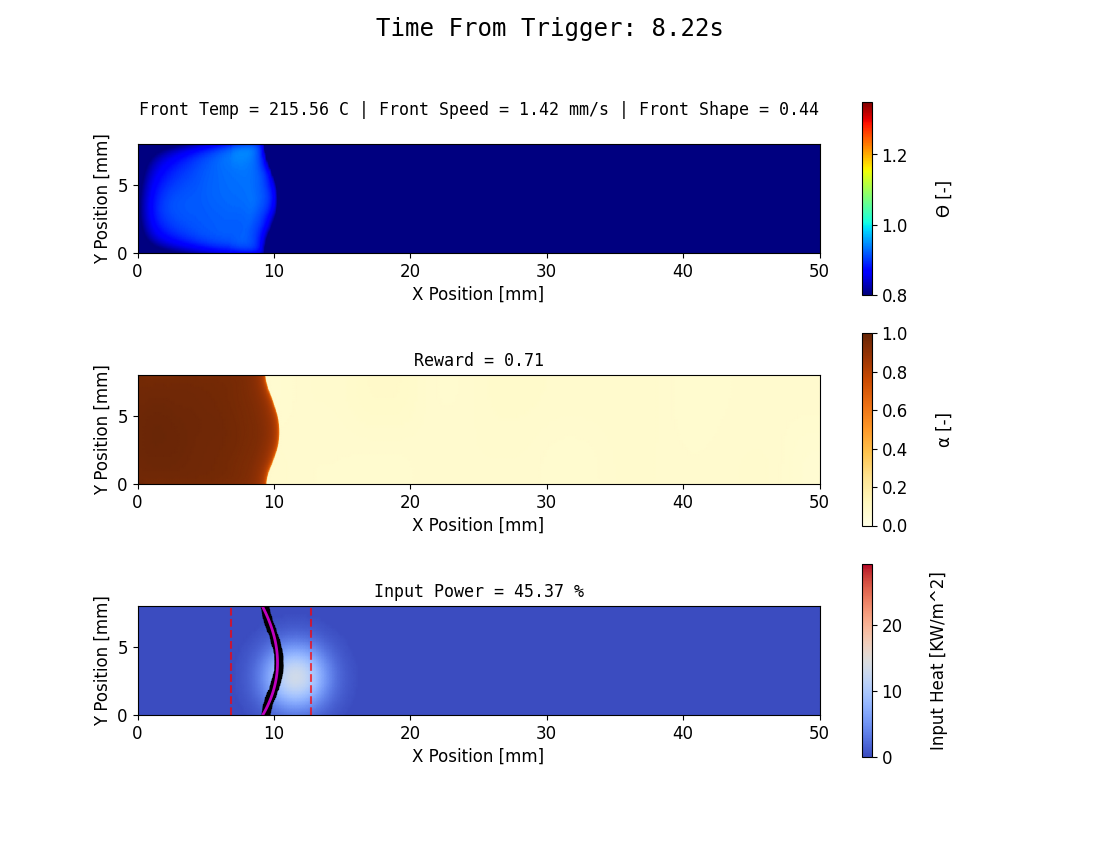 Time From Trigger: 8.22s
Front Temp = 215.56 C | Front Speed = 1.42 mm/s | Front Shape = 0.44
Y Position [mm]
5
0
0 10 20 30 40 50
X Position [mm]
1.2
1.0
0.8
Θ [-]
Reward = 0.71
Y Position [mm]
5
0
0 10 20 30 40 50
X Position [mm]
1.0
0.8
0.6
0.4
0.2
0.0
α [-]
Input Power = 45.37 %
Y Position [mm]
5
0
0 10 20 30 40 50
X Position [mm]
20
10
0
Input Heat [KW/m^2]